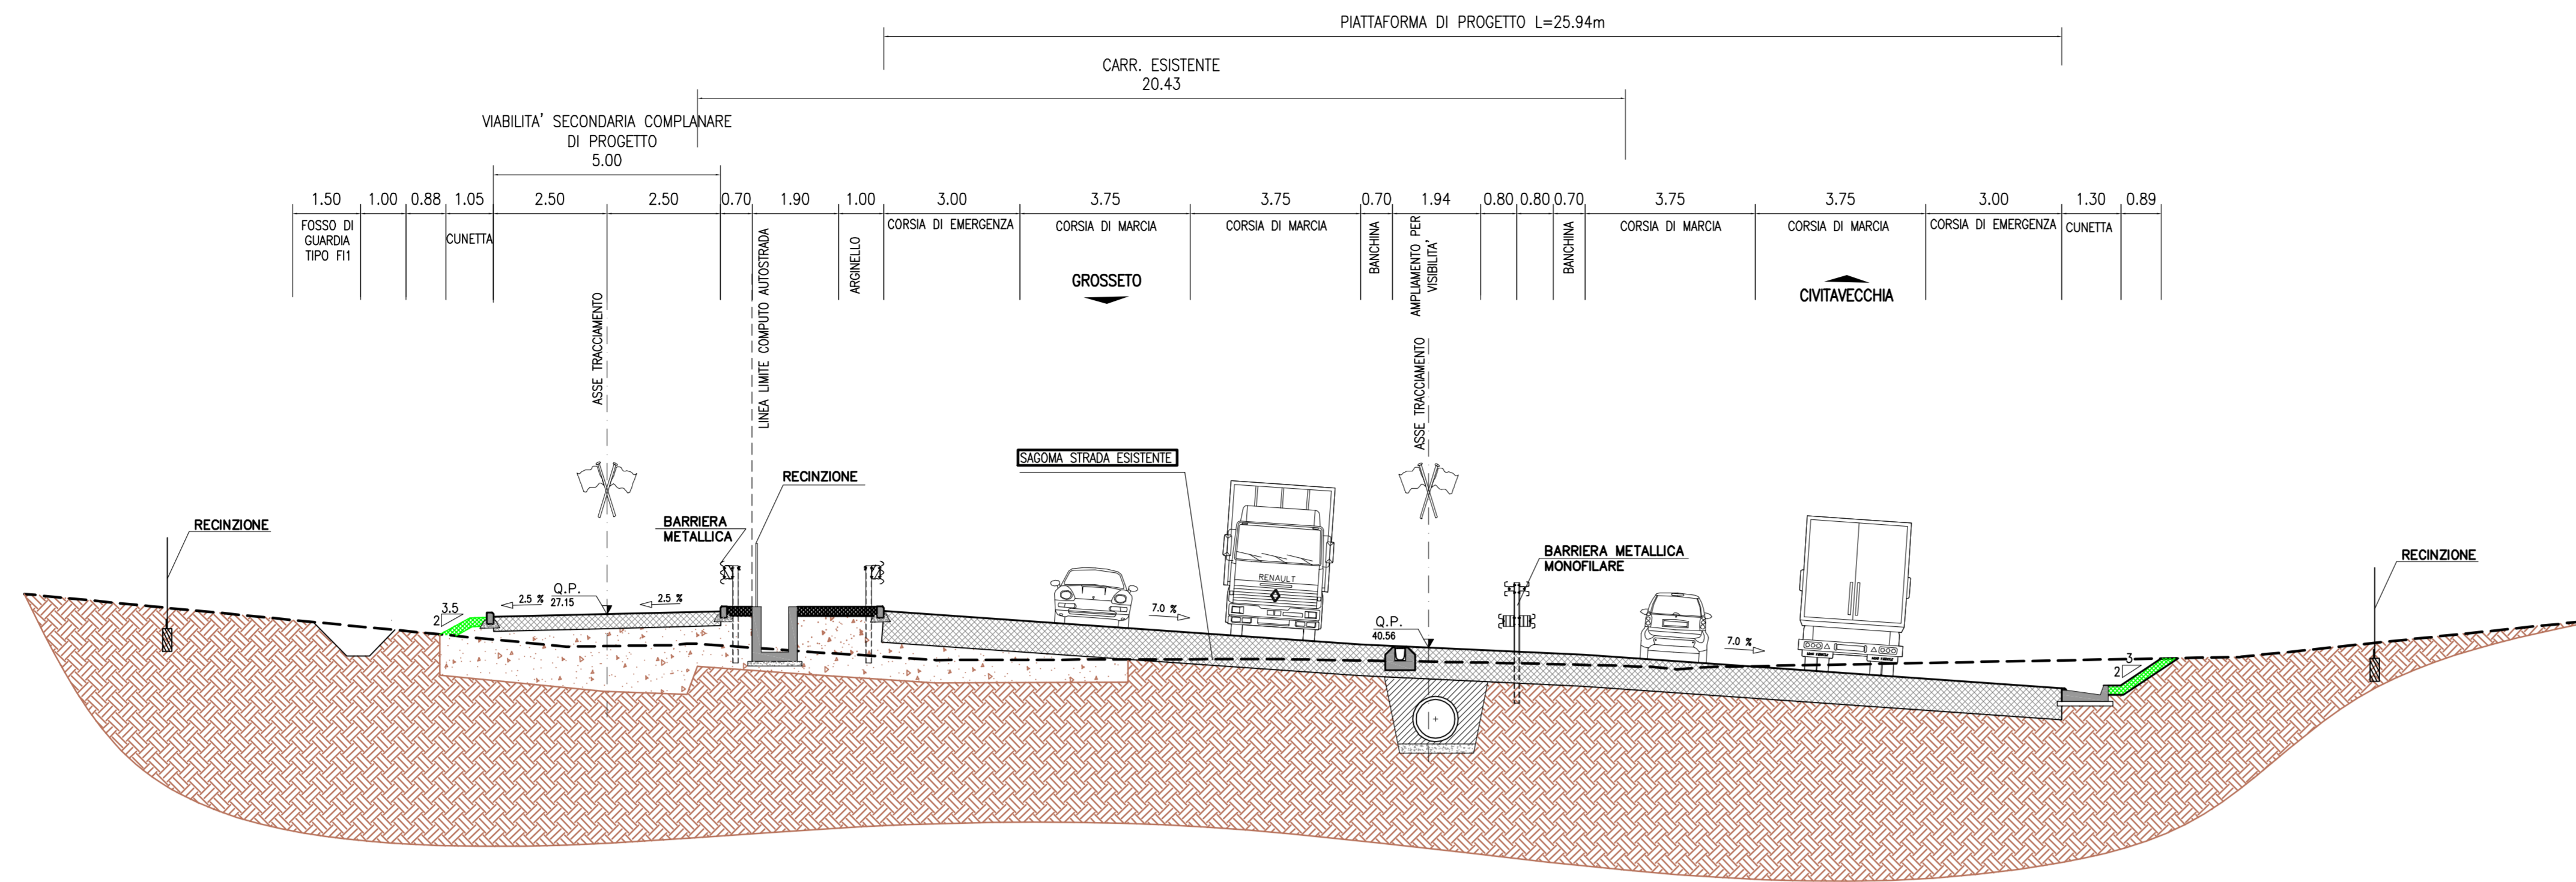 PIATTAFORMA DI PROGETTO L=25.94m
CARR. ESISTENTE
20.43
VIABILITA' SECONDARIA COMPLANARE
DI PROGETTO
5.00
1.50 1.00 0.88 1.05 2.50 2.50 0.70 1.90 1.00 3.00 3.75 3.75 0.70 1.94 0.80 0.80 0.70 3.75 3.75 3.00 1.30 0.89
FOSSO DI
GUARDIA
TIPO FI1
CUNETTA
ASSE TRACCIAMENTO
LINEA LIMITE COMPUTO AUTOSTRADA
ARGINELLO
CORSIA DI EMERGENZA
CORSIA DI MARCIA
CORSIA DI MARCIA
BANCHINA
AMPLIAMENTO PER
VISIBILITA'
ASSE TRACCIAMENTO
BANCHINA
CORSIA DI MARCIA
CORSIA DI MARCIA
CORSIA DI EMERGENZA
CUNETTA
GROSSETO
CIVITAVECCHIA
SAGOMA STRADA ESISTENTE
RECINZIONE
RECINZIONE
BARRIERA
METALLICA
BARRIERA METALLICA
MONOFILARE
RECINZIONE
RENAULT
3.5
2
2.5 %
Q.P.
27.15
2.5 %
7.0 %
Q.P.
40.56
7.0 %
3
2